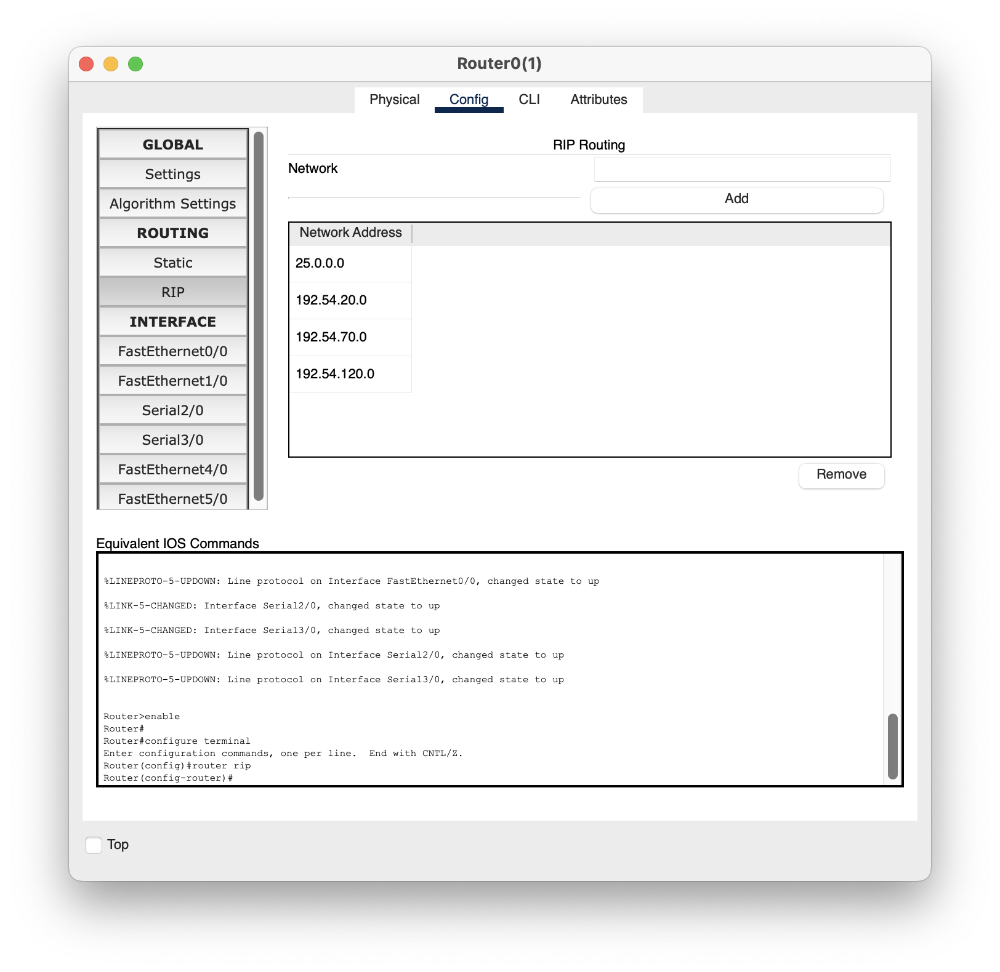 Router0(1)
Physical Config CLI Attributes
GLOBAL
Settings
Algorithm Settings
ROUTING
Static
RIP
INTERFACE
FastEthernet0/0
FastEthernet1/0
Serial2/0
Serial3/0
FastEthernet4/0
FastEthernet5/0
RIP Routing
Network
Add
Network Address
25.0.0.0
192.54.20.0
192.54.70.0
192.54.120.0
Remove
Equivalent IOS Commands
%LINEPROTO-5-UPDOWN: Line protocol on Interface FastEthernet0/0, changed state to up
%LINK-5-CHANGED: Interface Serial2/0, changed state to up
%LINK-5-CHANGED: Interface Serial3/0, changed state to up
%LINEPROTO-5-UPDOWN: Line protocol on Interface Serial2/0, changed state to up
%LINEPROTO-5-UPDOWN: Line protocol on Interface Serial3/0, changed state to up
Router>enable
Router#
Router#configure terminal
Enter configuration commands, one per line.  End with CNTL/Z.
Router(config)#router rip
Router(config-router)#
Top